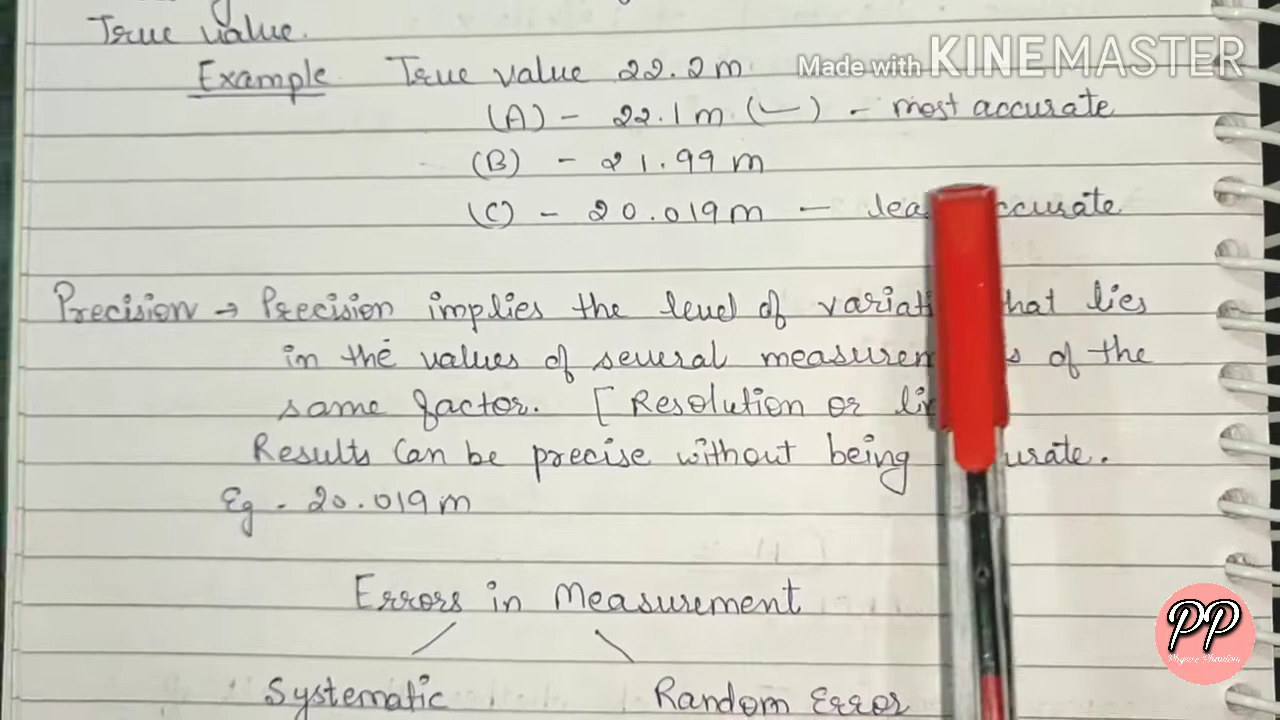 True value.
Example True value 22.2m
Made with KINEMASTER
(A) - 22.1m (~) - most accurate
(B) - 21.99m
(C) - 20.019m - lea ccurate
Precision → Precision implies the level of variati that lies
in the values of several measurem s of the
same factor. [Resolution or li
Results Can be precise without being urate.
Eg - 20.019m
Errors in Measurement
PP
Systematic Random Error